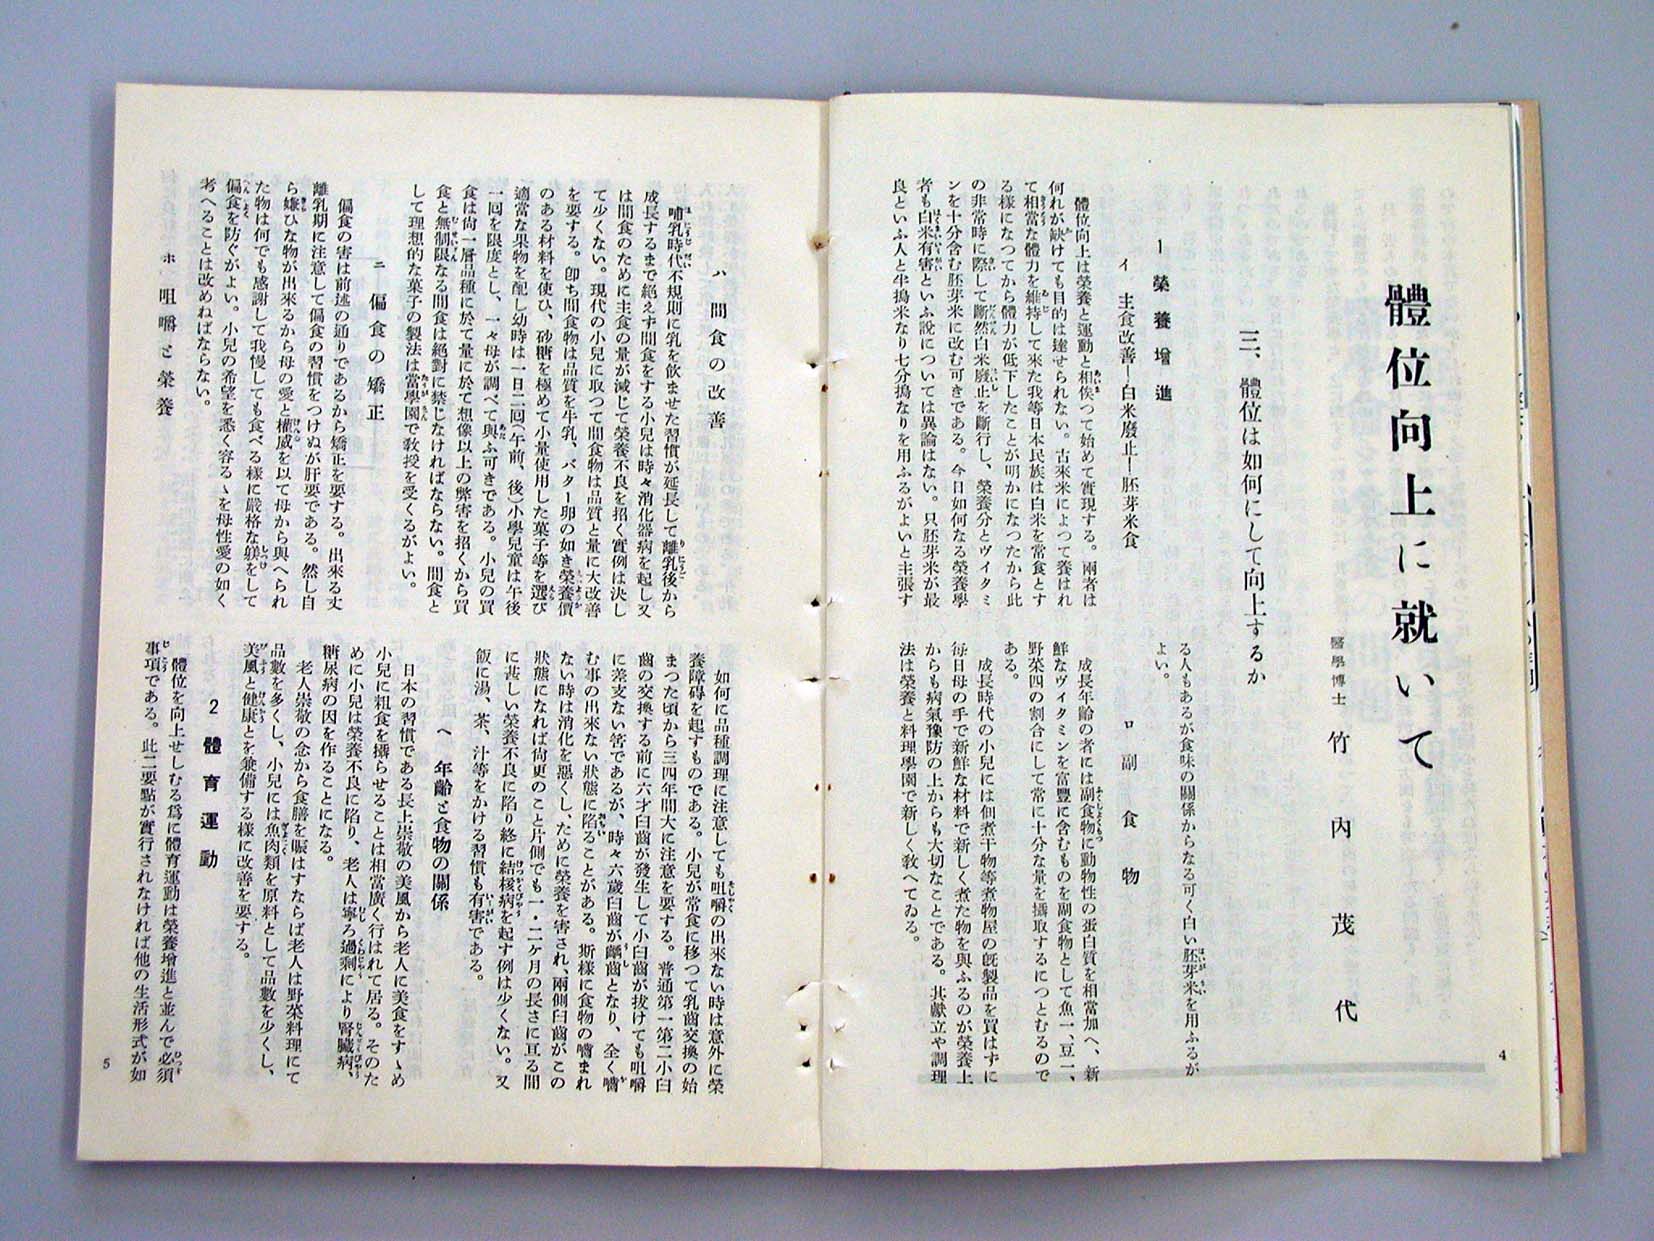 體位向上に就いて
醫學博士 竹內茂代
三、體位は如何にして向上するか
1 榮養增進
イ 主食改善―白米廢止―胚芽米食
體位向上は榮養と運動と相俟つて始めて實現する。兩者は
何れが缺けても目的は達せられない。古來米によつて養はれ
て相當な體力を維持して來た我等日本民族は白米を常食とす
る樣になつてから體力が低下したことが明かになつたから此
の非常時に際して斷然白米廢止を斷行し、榮養分とヴィタミ
ンを十分含む胚芽米に改む可きである。今日如何なる榮養學
者も白米有害といふ說については異論はない。只胚芽米が最
良といふ人と半搗米なり七分搗なりを用ふるがよいと主張す
る人もあるが食味の關係からなる可く白い胚芽米を用ふるが
よい。
ロ 副食物
成長年齡の者には副食物に動物性の蛋白質を相當加へ、新
鮮なヴィタミンを富豐に含むものを副食物として魚一、豆一、
野菜四の割合にして常に十分な量を攝取するにつとむるので
ある。
成長時代の小兒には佃煮干物等煮物屋の旣製品を買はずに
每日母の手で新鮮な材料で新しく煮た物を與ふるのが榮養上
からも病氣豫防の上からも大切なことである。其獻立や調理
法は榮養と料理學園で新しく敎へてゐる。
4
ハ 間食の改善
哺乳時代不規則に乳を飮ませた習慣が延長して離乳後から
成長するまで絕えず間食をする小兒は時々消化器病を起し又
は間食のために主食の量が減じて榮養不良を招く實例は決し
て少くない。現代の小兒に取つて間食物は品質と量に大改善
を要する。卽ち間食物は品質を牛乳、バター卵の如き榮養價
のある材料を使ひ、砂糖を極めて小量使用した菓子等を選び
適當な果物を配し幼時は一日二回(午前、後)小學兒童は午後
一回を限度とし、一々母が調べて與ふ可きである。小兒の買
食は尙一層品種に於て量に於て想像以上の弊害を招くから買
食と無制限なる間食は絕對に禁じなければならない。間食と
して理想的な菓子の製法は當學園で敎授を受くるがよい。
ニ 偏食の矯正
偏食の害は前述の通りであるから矯正を要する。出來る丈
離乳期に注意して偏食の習慣をつけぬが肝要である。然し自
ら嫌ひな物が出來るから母の愛と權威を以て母から與へられ
た物は何でも感謝して我慢しても食べる樣に嚴格な躾をして
偏食を防ぐがよい。小兒の希望を悉く容るゝを母性愛の如く
考へることは改めねばならない。
ホ 咀嚼と榮養
如何に品種調理に注意しても咀嚼の出來ない時は意外に榮
養障碍を起すものである。小兒が常食に移つて乳齒交換の始
まつた頃から三四年間大に注意を要する。普通第一第二小臼
齒の交換する前に六才臼齒が發生して小臼齒が拔けても咀嚼
に差支ない筈であるが、時々六歲臼齒が齲齒となり、全く嚼
む事の出來ない狀態に陷ることがある。斯樣に食物の嚼まれ
ない時は消化を惡くし、ために榮養を害され、兩側臼齒がこの
狀態になれば尙更のこと片側でも一・二ケ月の長さに亙る間
に甚しい榮養不良に陷り終に結核病を起す例は少くない。又
飯に湯、茶、汁等をかける習慣も有害である。
ヘ 年齡と食物の關係
日本の習慣である長上崇敬の美風から老人に美食をすゝめ
小兒に粗食を攝らせることは相當廣く行はれて居る。そのた
めに小兒は榮養不良に陷り、老人は寧ろ過剩により腎臟病、
糖尿病の因を作ることになる。
老人崇敬の念から食膳を賑はすならば老人は野菜料理にて
品數を多くし、小兒には魚肉類を原料として品數を少くし、
美風と健康とを兼備する樣に改善を要する。
2 體育運動
體位を向上せしむる爲に體育運動は榮養增進と並んで必須
事項である。此二要點が實行されなければ他の生活形式が如
5